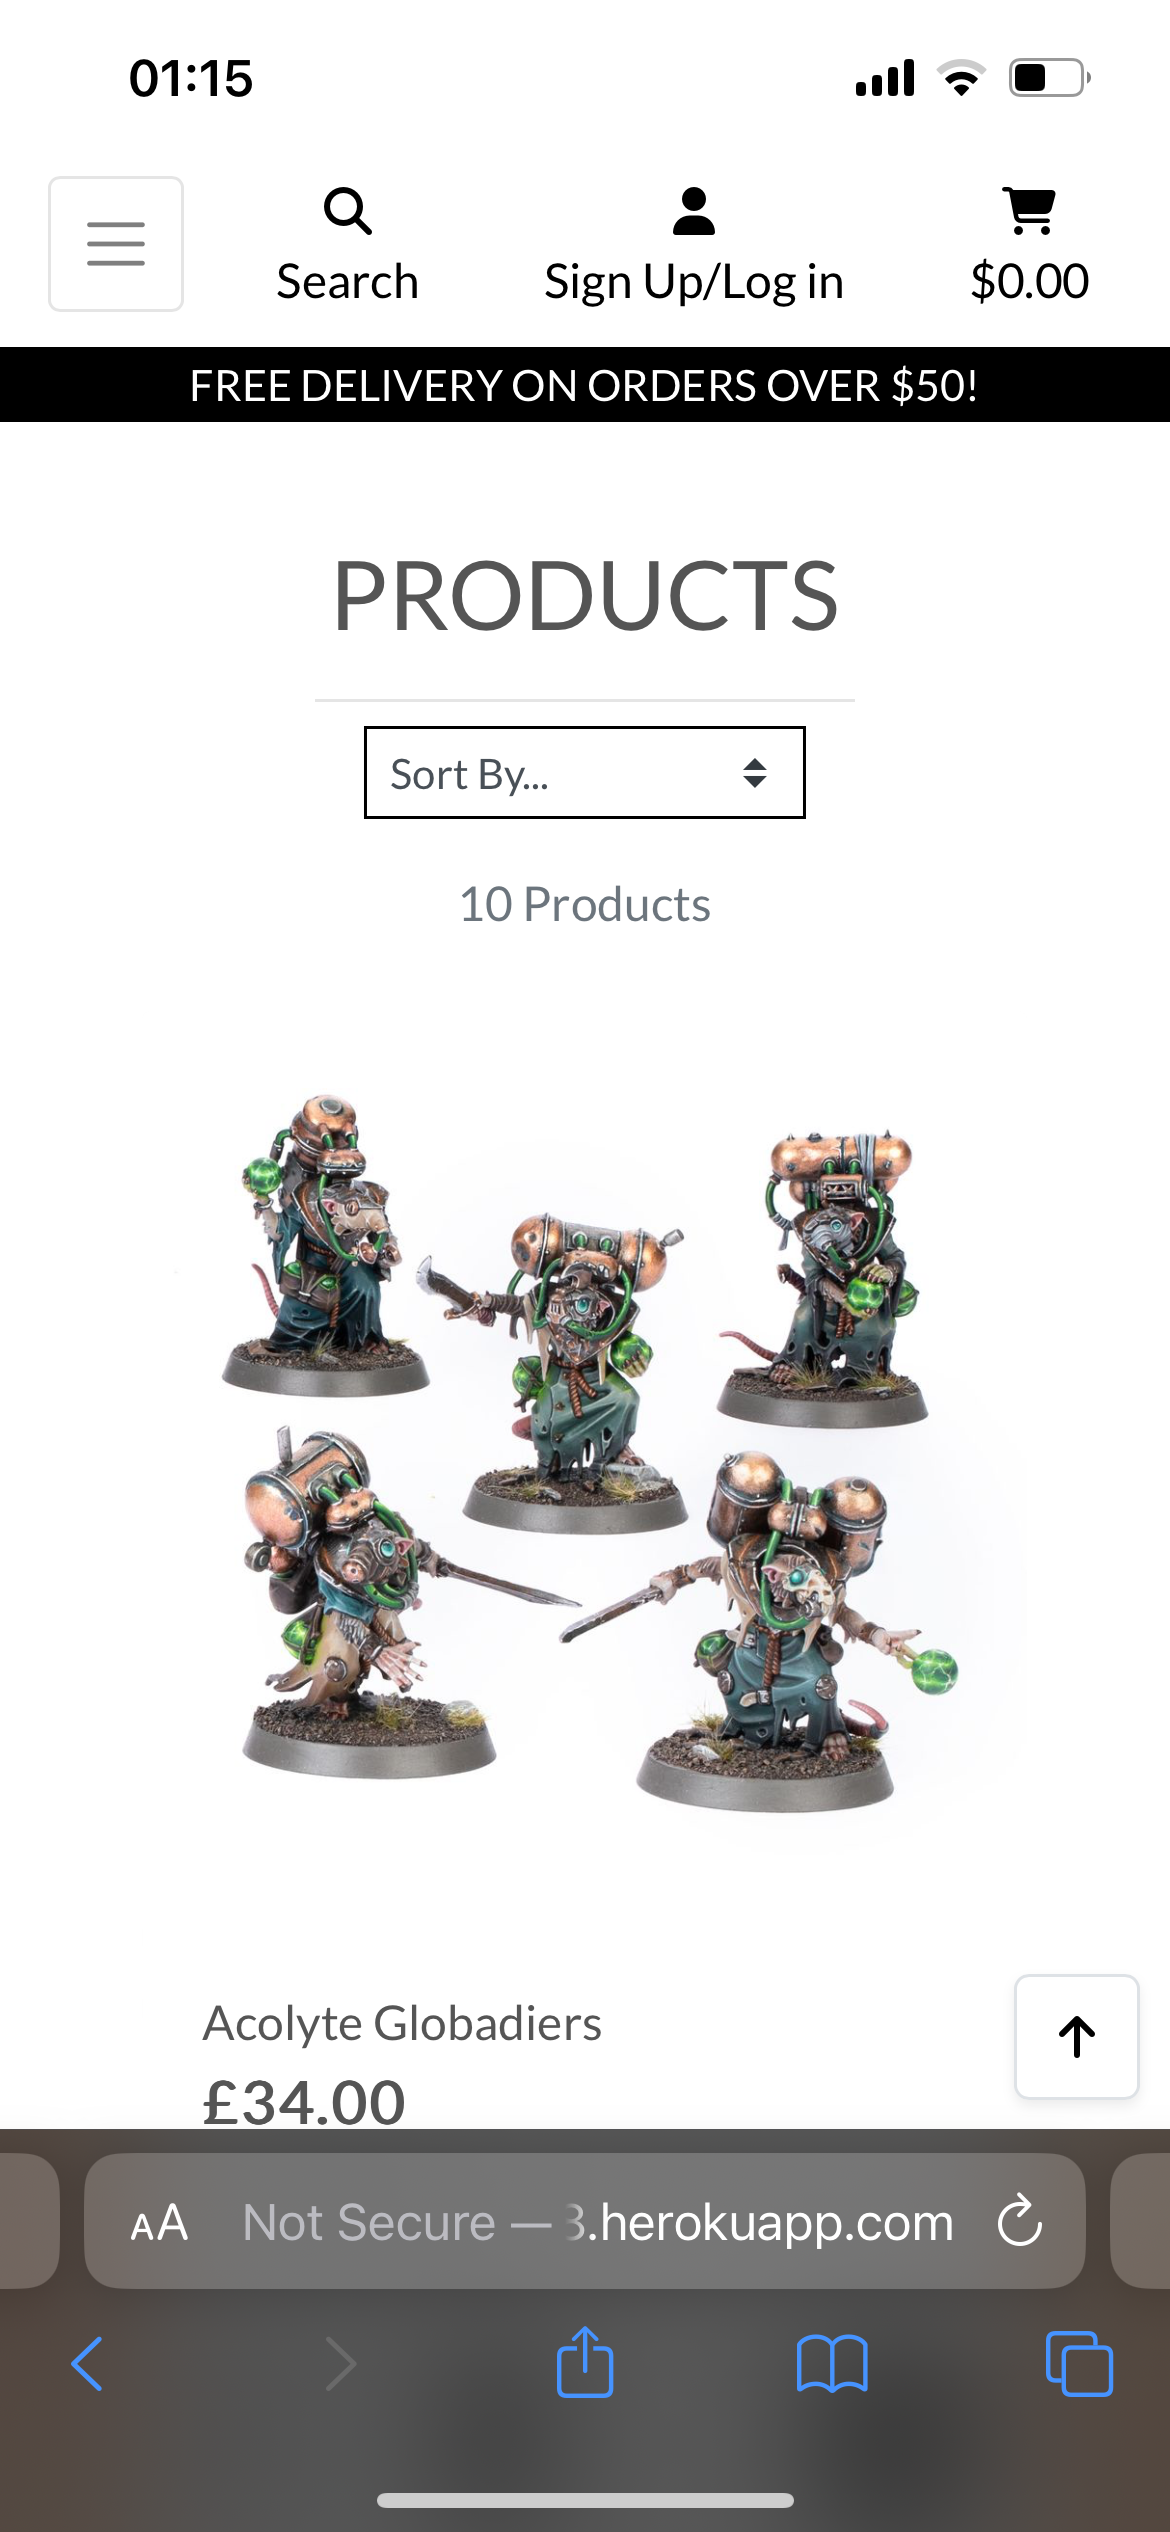 01:15
Search
Sign Up/Log in
$0.00
FREE DELIVERY ON ORDERS OVER $50!
PRODUCTS
Sort By...
10 Products
Acolyte Globadiers
£34.00
AA Not Secure — 3.herokuapp.com